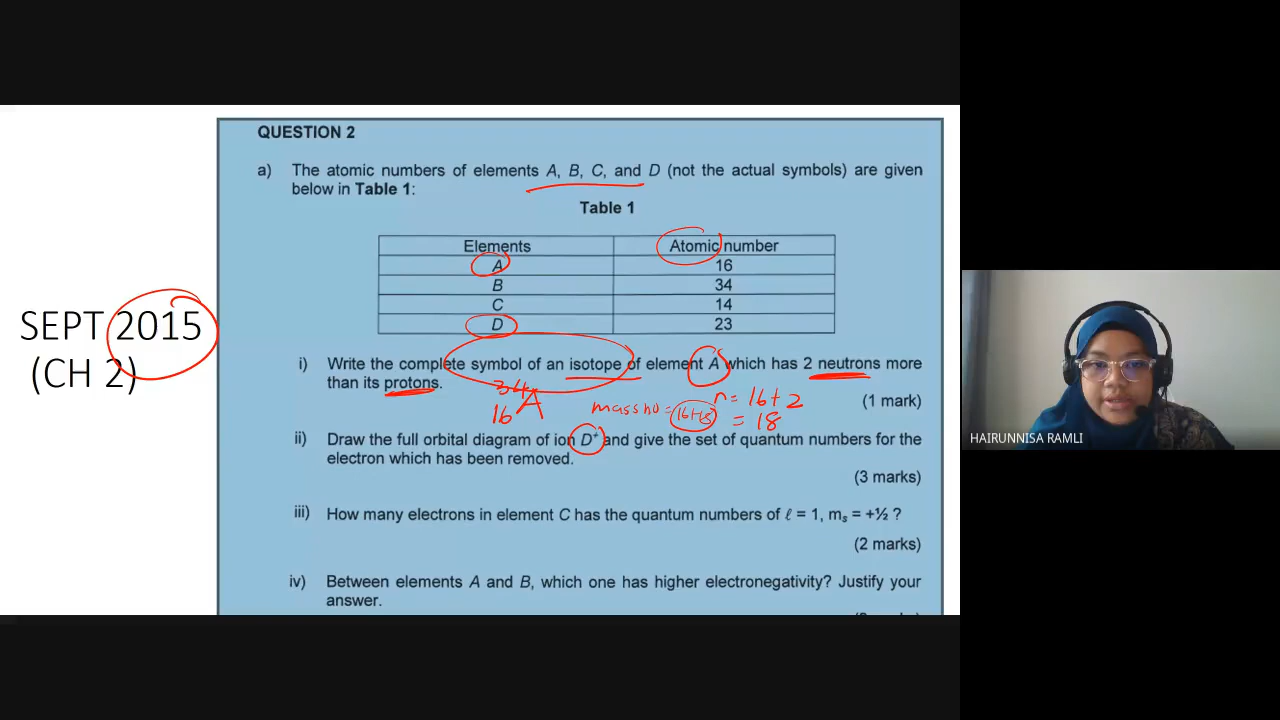 SEPT 2015
(CH 2)
QUESTION 2
a) The atomic numbers of elements A, B, C, and D (not the actual symbols) are given
below in Table 1:
Table 1
Elements Atomic number
A 16
B 34
C 14
D 23
i) Write the complete symbol of an isotope of element A which has 2 neutrons more
than its protons.
(1 mark)
34
16 A
mass no = 16+18
n = 16+2
= 18
ii) Draw the full orbital diagram of ion D⁺ and give the set of quantum numbers for the
electron which has been removed.
(3 marks)
iii) How many electrons in element C has the quantum numbers of ℓ = 1, mₛ = +½ ?
(2 marks)
iv) Between elements A and B, which one has higher electronegativity? Justify your
answer.
HAIRUNNISA RAMLI